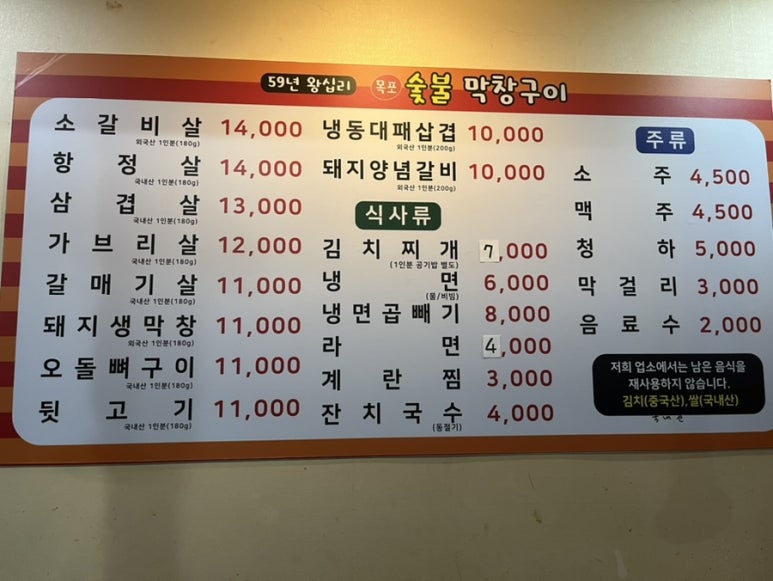 59년 왕십리 목포 숯불 막창구이
소갈비살 14,000
외국산 1인분(180g)
항정살 14,000
국내산 1인분(180g)
삼겹살 13,000
국내산 1인분(180g)
가브리살 12,000
국내산 1인분(180g)
갈매기살 11,000
국내산 1인분(180g)
돼지생막창 11,000
외국산 1인분(180g)
오돌뼈구이 11,000
국내산 1인분(180g)
뒷고기 11,000
국내산 1인분(180g)
냉동대패삼겹 10,000
외국산 1인분(200g)
돼지양념갈비 10,000
외국산 1인분(200g)
식사류
김치찌개 7,000
(1인분 공기밥 별도)
냉면 6,000
(물/비빔)
냉면곱빼기 8,000
라면 4,000
계란찜 3,000
잔치국수 4,000
(동절기)
주류
소주 4,500
맥주 4,500
청하 5,000
막걸리 3,000
음료수 2,000
저희 업소에서는 남은 음식을
재사용하지 않습니다.
김치(중국산),쌀(국내산)
국내산